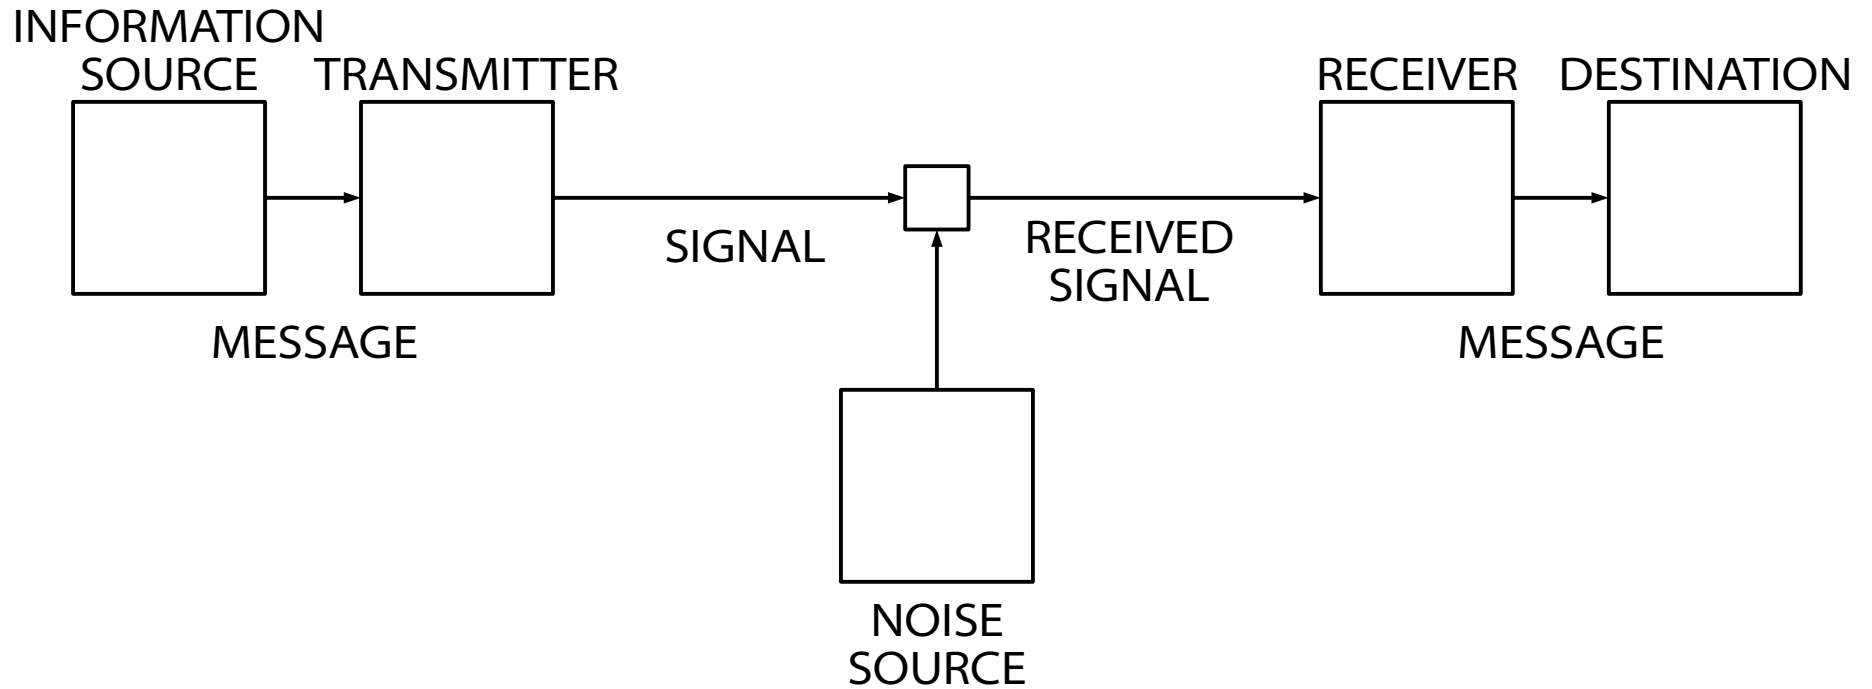 INFORMATION
SOURCE
TRANSMITTER
RECEIVER
DESTINATION
SIGNAL
RECEIVED
SIGNAL
MESSAGE
MESSAGE
NOISE
SOURCE